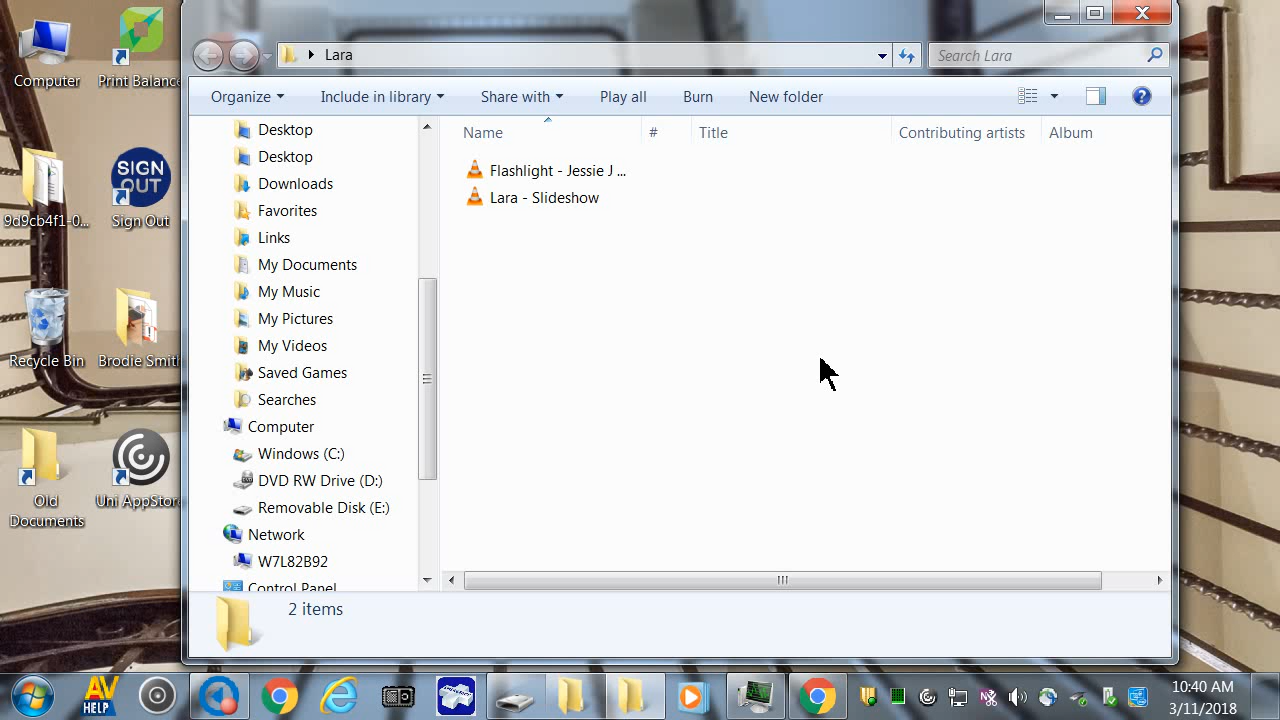 Computer
Print Balance
9d9cb4f1-0...
SIGN
OUT
Sign Out
Recycle Bin
Brodie Smith
Old
Documents
Uni AppStore
Lara
Search Lara
Organize
Include in library
Share with
Play all
Burn
New folder
Desktop
Desktop
Downloads
Favorites
Links
My Documents
My Music
My Pictures
My Videos
Saved Games
Searches
Computer
Windows (C:)
DVD RW Drive (D:)
Removable Disk (E:)
Network
W7L82B92
Control Panel
Name
#
Title
Contributing artists
Album
Flashlight - Jessie J ...
Lara - Slideshow
2 items
AV
HELP
10:40 AM
3/11/2018